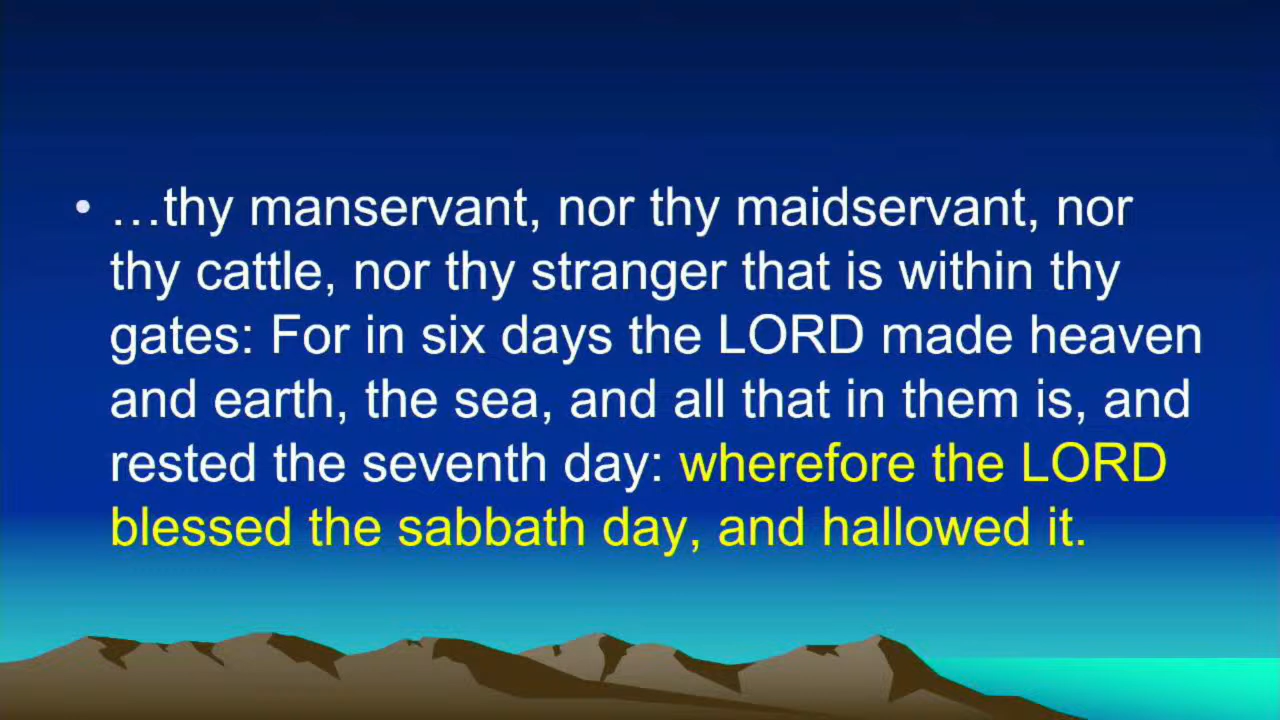 • …thy manservant, nor thy maidservant, nor
thy cattle, nor thy stranger that is within thy
gates: For in six days the LORD made heaven
and earth, the sea, and all that in them is, and
rested the seventh day: wherefore the LORD
blessed the sabbath day, and hallowed it.